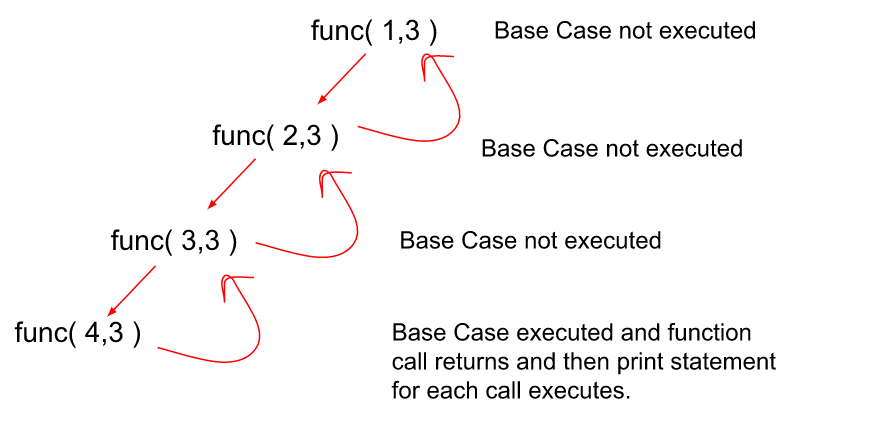 func( 1,3 ) Base Case not executed
func( 2,3 )
Base Case not executed
func( 3,3 ) Base Case not executed
func( 4,3 ) Base Case executed and function
call returns and then print statement
for each call executes.